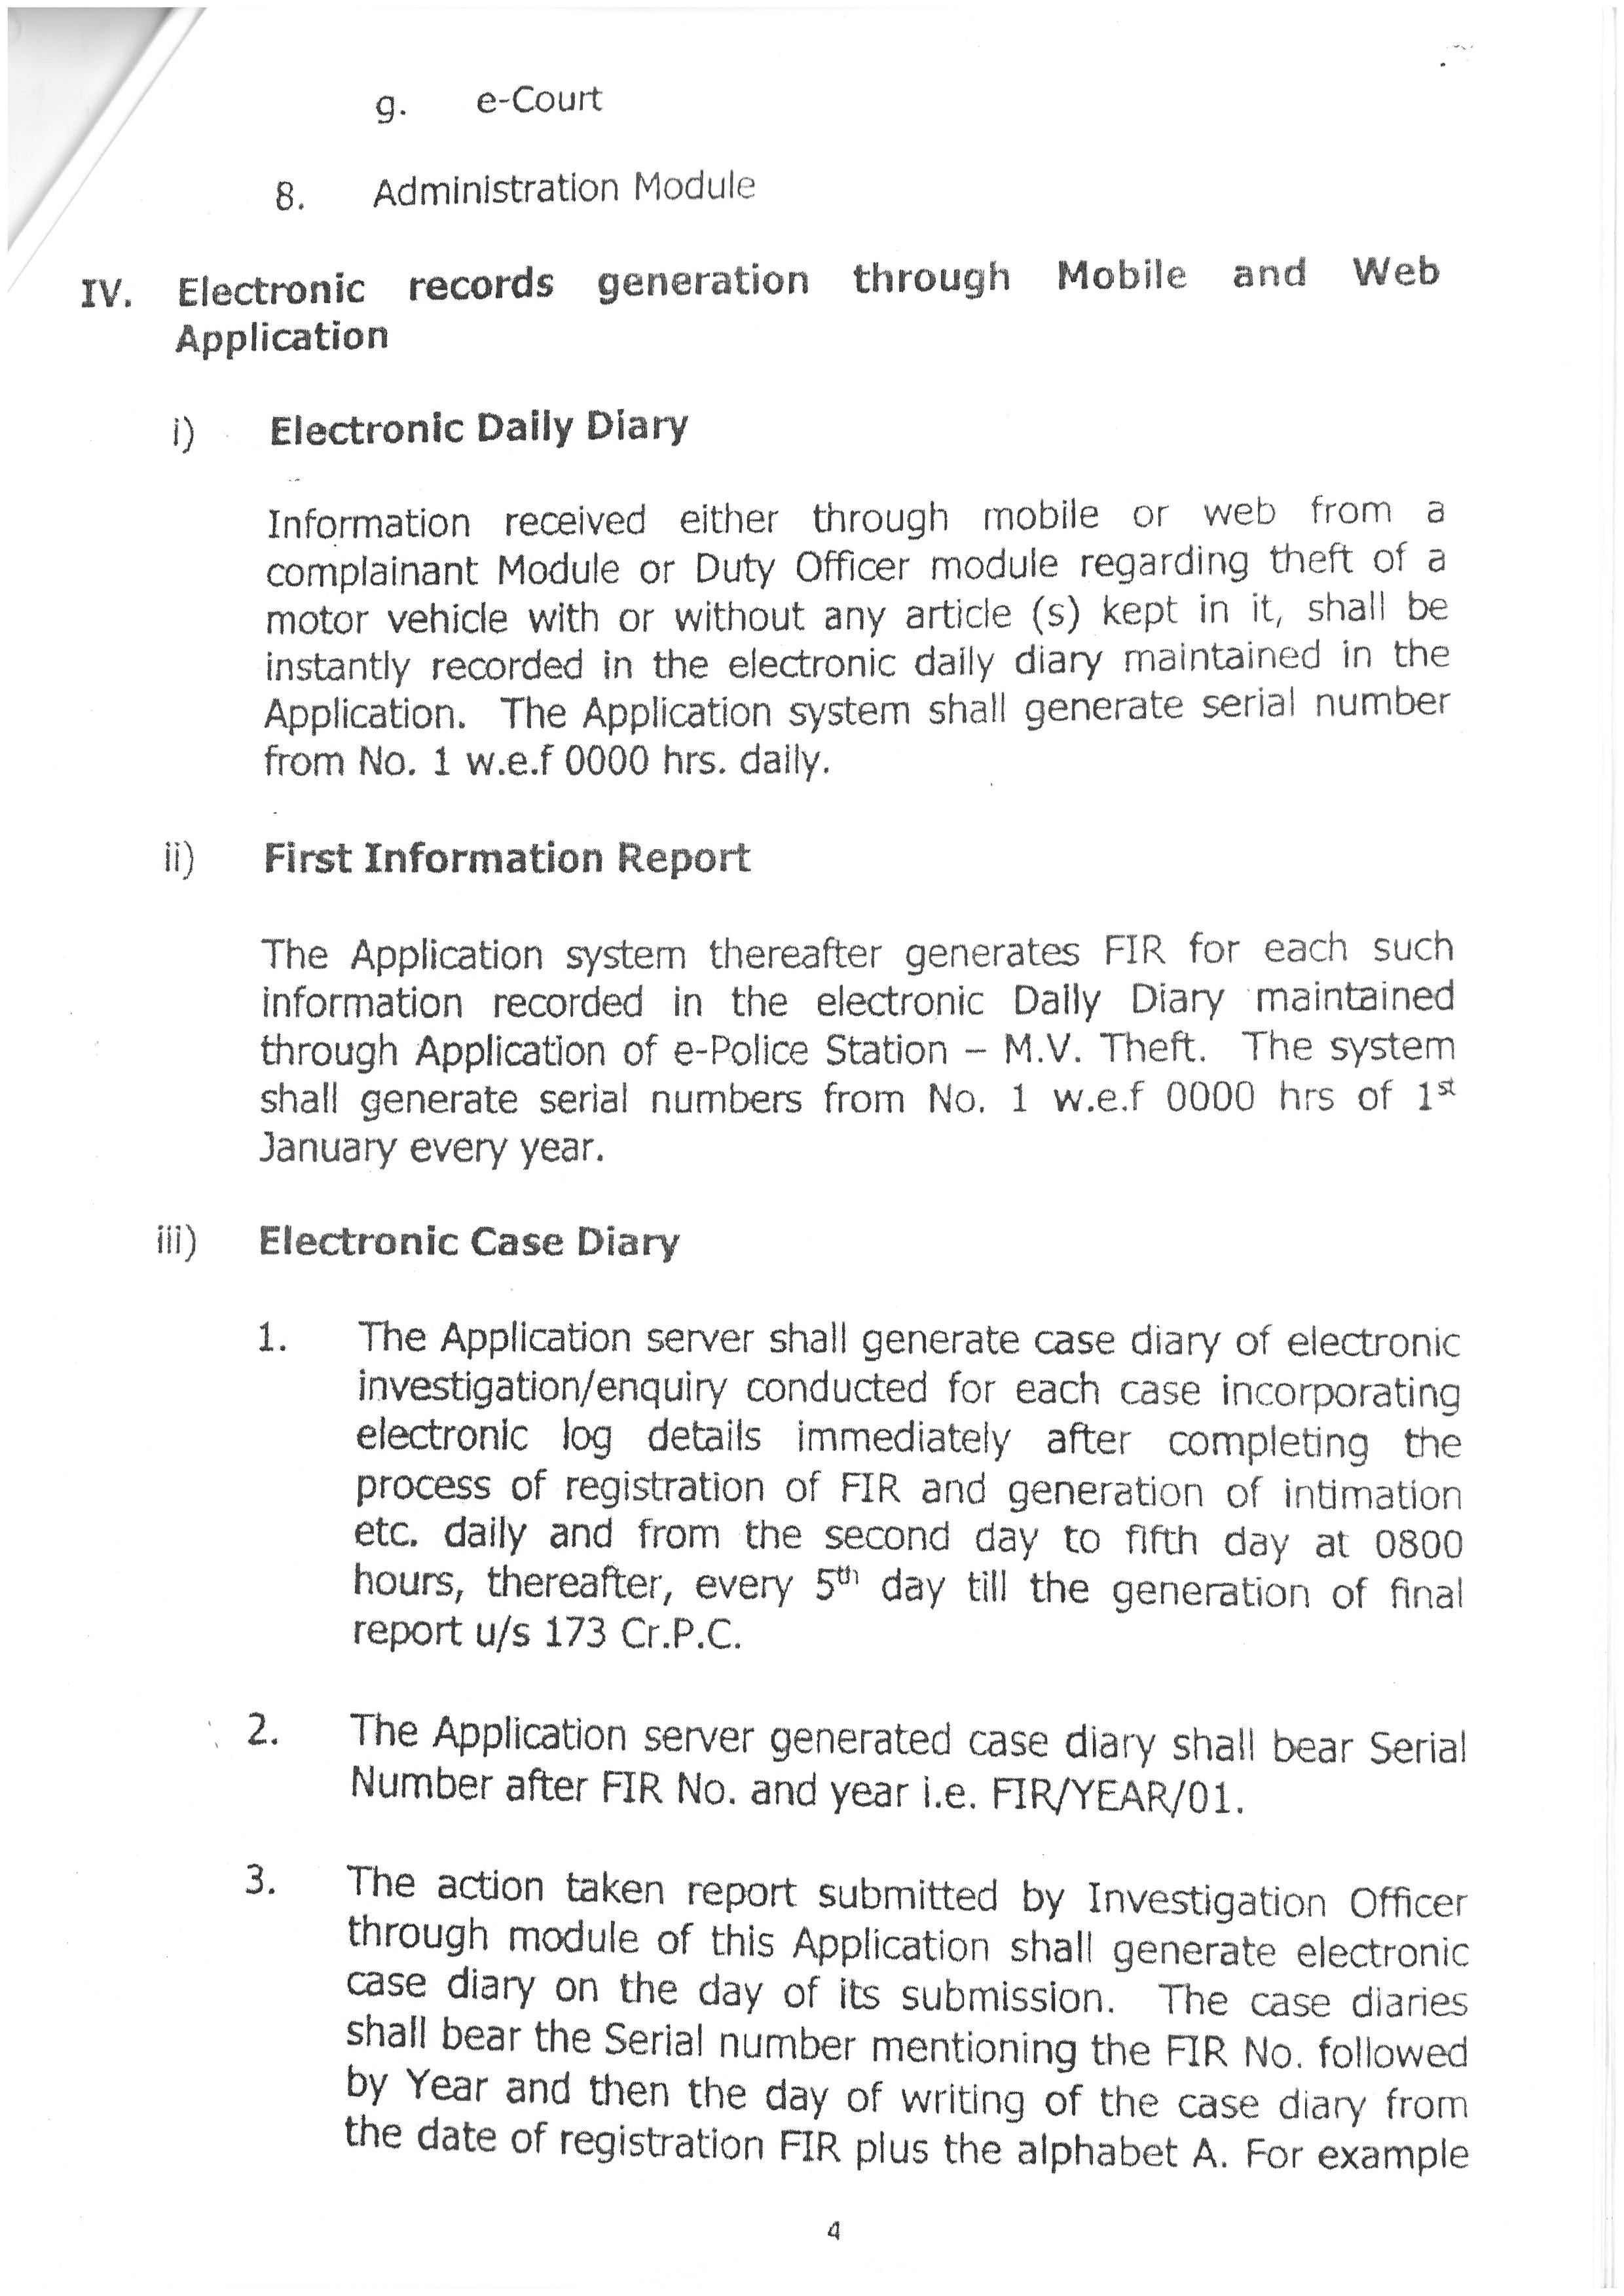 g. e-Court
8. Administration Module
IV. Electronic records generation through Mobile and Web
Application
i) Electronic Daily Diary
Information received either through mobile or web from a
complainant Module or Duty Officer module regarding theft of a
motor vehicle with or without any article (s) kept in it, shall be
instantly recorded in the electronic daily diary maintained in the
Application. The Application system shall generate serial number
from No. 1 w.e.f 0000 hrs. daily.
ii) First Information Report
The Application system thereafter generates FIR for each such
information recorded in the electronic Daily Diary maintained
through Application of e-Police Station – M.V. Theft. The system
shall generate serial numbers from No. 1 w.e.f 0000 hrs of 1st
January every year.
iii) Electronic Case Diary
1. The Application server shall generate case diary of electronic
investigation/enquiry conducted for each case incorporating
electronic log details immediately after completing the
process of registration of FIR and generation of intimation
etc. daily and from the second day to fifth day at 0800
hours, thereafter, every 5th day till the generation of final
report u/s 173 Cr.P.C.
2. The Application server generated case diary shall bear Serial
Number after FIR No. and year i.e. FIR/YEAR/01.
3. The action taken report submitted by Investigation Officer
through module of this Application shall generate electronic
case diary on the day of its submission. The case diaries
shall bear the Serial number mentioning the FIR No. followed
by Year and then the day of writing of the case diary from
the date of registration FIR plus the alphabet A. For example
4